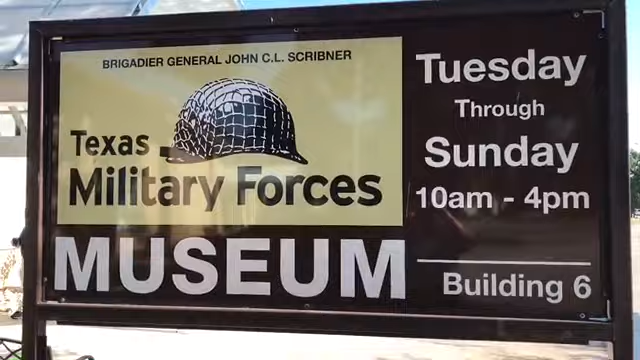 BRIGADIER GENERAL JOHN C.L. SCRIBNER
Texas
Military Forces
MUSEUM
Tuesday
Through
Sunday
10am - 4pm
Building 6